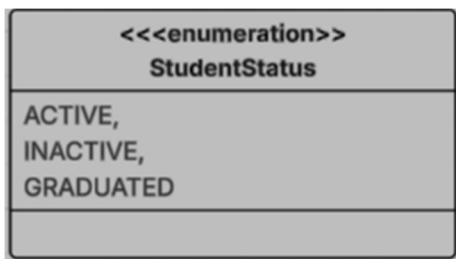 <<<enumeration>>
StudentStatus
ACTIVE,
INACTIVE,
GRADUATED